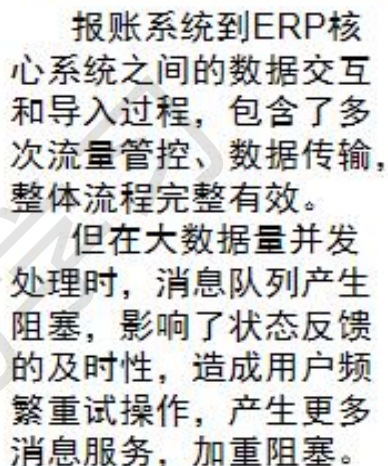 报账系统到ERP核
心系统之间的数据交互
和导入过程，包含了多
次流量管控、数据传输，
整体流程完整有效。
但在大数据量并发
处理时，消息队列产生
阻塞，影响了状态反馈
的及时性，造成用户频
繁重试操作，产生更多
消息服务，加重阻塞。